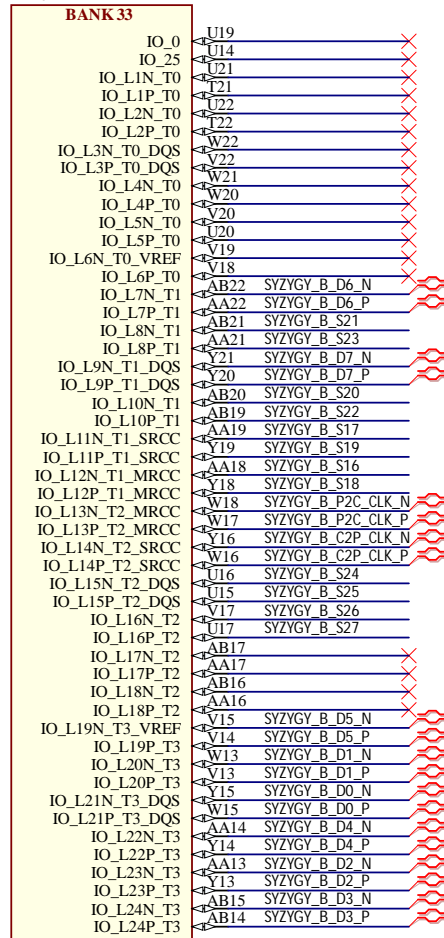 BANK 33
IO_0 U19
IO_25 U14
IO_L1N_T0 U21
IO_L1P_T0 T21
IO_L2N_T0 U22
IO_L2P_T0 T22
IO_L3N_T0_DQS W22
IO_L3P_T0_DQS V22
IO_L4N_T0 W21
IO_L4P_T0 W20
IO_L5N_T0 V20
IO_L5P_T0 U20
IO_L6N_T0_VREF V19
IO_L6P_T0 V18
IO_L7N_T1 AB22 SYZYGY_B_D6_N
IO_L7P_T1 AA22 SYZYGY_B_D6_P
IO_L8N_T1 AB21 SYZYGY_B_S21
IO_L8P_T1 AA21 SYZYGY_B_S23
IO_L9N_T1_DQS Y21 SYZYGY_B_D7_N
IO_L9P_T1_DQS Y20 SYZYGY_B_D7_P
IO_L10N_T1 AB20 SYZYGY_B_S20
IO_L10P_T1 AB19 SYZYGY_B_S22
IO_L11N_T1_SRCC AA19 SYZYGY_B_S17
IO_L11P_T1_SRCC Y19 SYZYGY_B_S19
IO_L12N_T1_MRCC AA18 SYZYGY_B_S16
IO_L12P_T1_MRCC Y18 SYZYGY_B_S18
IO_L13N_T2_MRCC W18 SYZYGY_B_P2C_CLK_N
IO_L13P_T2_MRCC W17 SYZYGY_B_P2C_CLK_P
IO_L14N_T2_SRCC Y16 SYZYGY_B_C2P_CLK_N
IO_L14P_T2_SRCC W16 SYZYGY_B_C2P_CLK_P
IO_L15N_T2_DQS U16 SYZYGY_B_S24
IO_L15P_T2_DQS U15 SYZYGY_B_S25
IO_L16N_T2 V17 SYZYGY_B_S26
IO_L16P_T2 U17 SYZYGY_B_S27
IO_L17N_T2 AB17
IO_L17P_T2 AA17
IO_L18N_T2 AB16
IO_L18P_T2 AA16
IO_L19N_T3_VREF V15 SYZYGY_B_D5_N
IO_L19P_T3 V14 SYZYGY_B_D5_P
IO_L20N_T3 W13 SYZYGY_B_D1_N
IO_L20P_T3 V13 SYZYGY_B_D1_P
IO_L21N_T3_DQS Y15 SYZYGY_B_D0_N
IO_L21P_T3_DQS W15 SYZYGY_B_D0_P
IO_L22N_T3 AA14 SYZYGY_B_D4_N
IO_L22P_T3 Y14 SYZYGY_B_D4_P
IO_L23N_T3 AA13 SYZYGY_B_D2_N
IO_L23P_T3 Y13 SYZYGY_B_D2_P
IO_L24N_T3 AB15 SYZYGY_B_D3_N
IO_L24P_T3 AB14 SYZYGY_B_D3_P